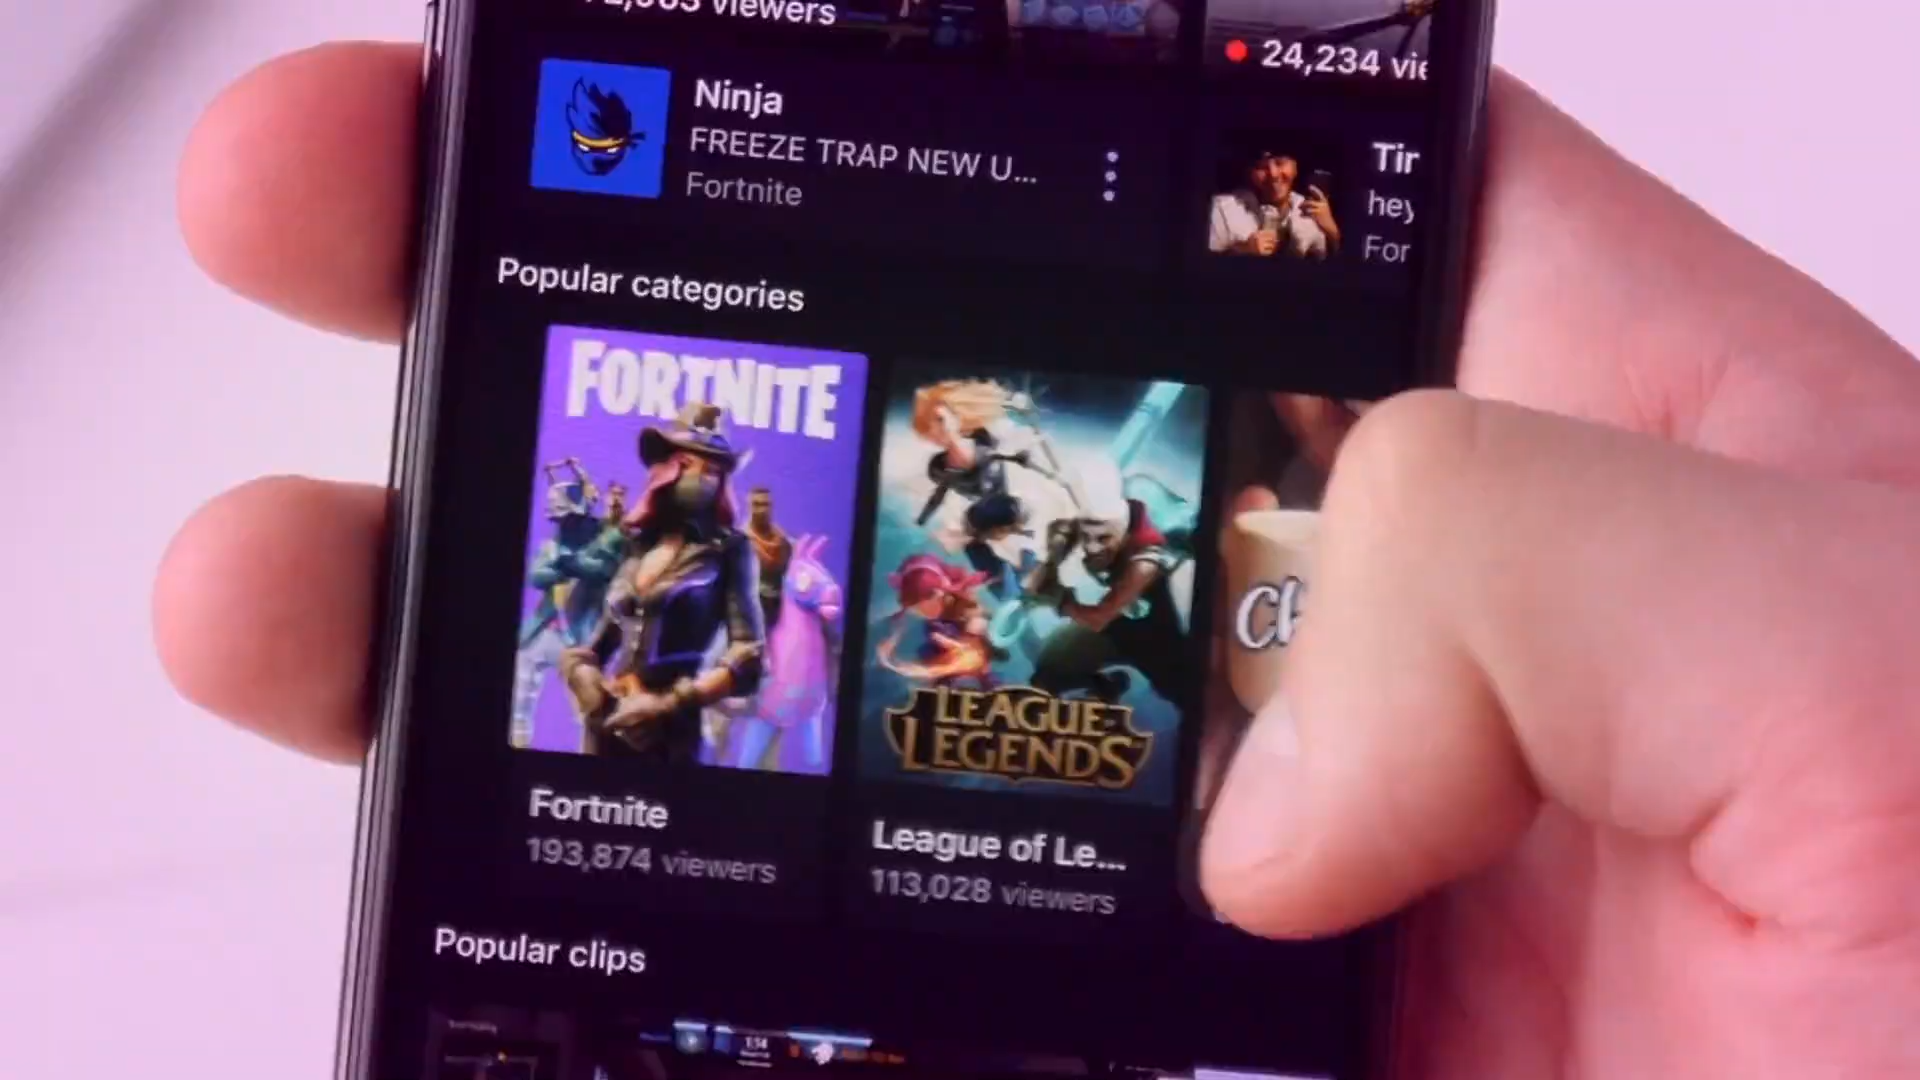 viewers
24,234
Ninja
FREEZE TRAP NEW U...
Fortnite
Popular categories
FORTNITE
LEAGUE
LEGENDS
Fortnite
193,874 viewers
League of Le...
113,028 viewers
Popular clips